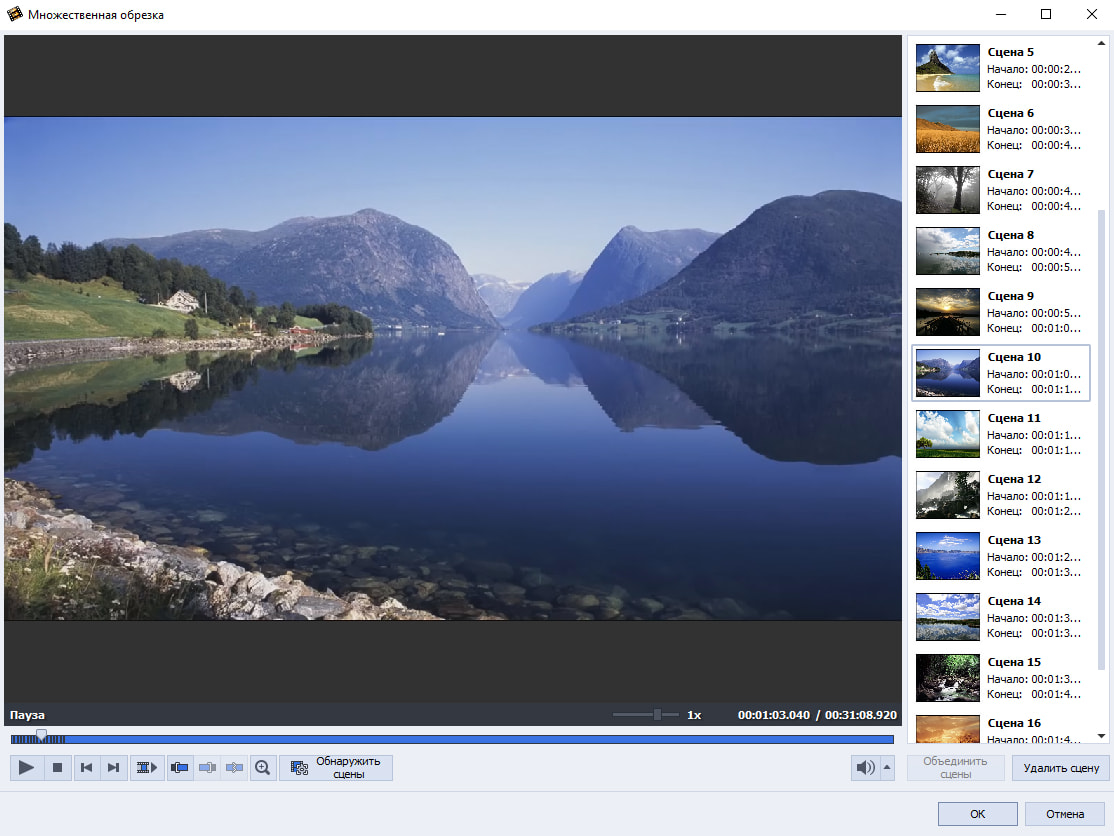 Множественная обрезка
Сцена 5
Начало: 00:00:2...
Конец: 00:00:3...
Сцена 6
Начало: 00:00:3...
Конец: 00:00:4...
Сцена 7
Начало: 00:00:4...
Конец: 00:00:4...
Сцена 8
Начало: 00:00:4...
Конец: 00:00:5...
Сцена 9
Начало: 00:00:5...
Конец: 00:01:0...
Сцена 10
Начало: 00:01:0...
Конец: 00:01:1...
Сцена 11
Начало: 00:01:1...
Конец: 00:01:1...
Сцена 12
Начало: 00:01:1...
Конец: 00:01:2...
Сцена 13
Начало: 00:01:2...
Конец: 00:01:3...
Сцена 14
Начало: 00:01:3...
Конец: 00:01:3...
Сцена 15
Начало: 00:01:3...
Конец: 00:01:4...
Сцена 16
Начало: 00:01:4...
Пауза
1x
00:01:03.040 / 00:31:08.920
Обнаружить
сцены
Объединить
сцены
Удалить сцену
ОК
Отмена